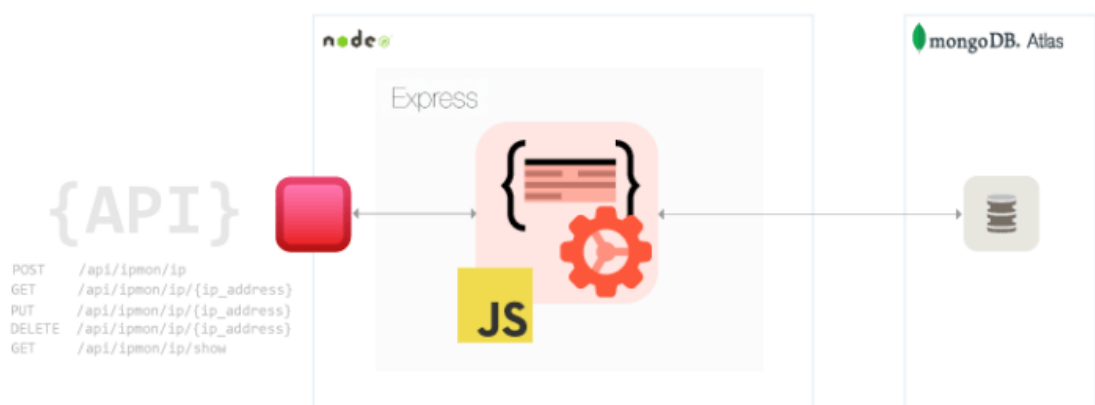 node
mongoDB. Atlas
Express
{API}
JS
POST /api/ipmon/ip
GET /api/ipmon/ip/{ip_address}
PUT /api/ipmon/ip/{ip_address}
DELETE /api/ipmon/ip/{ip_address}
GET /api/ipmon/ip/show